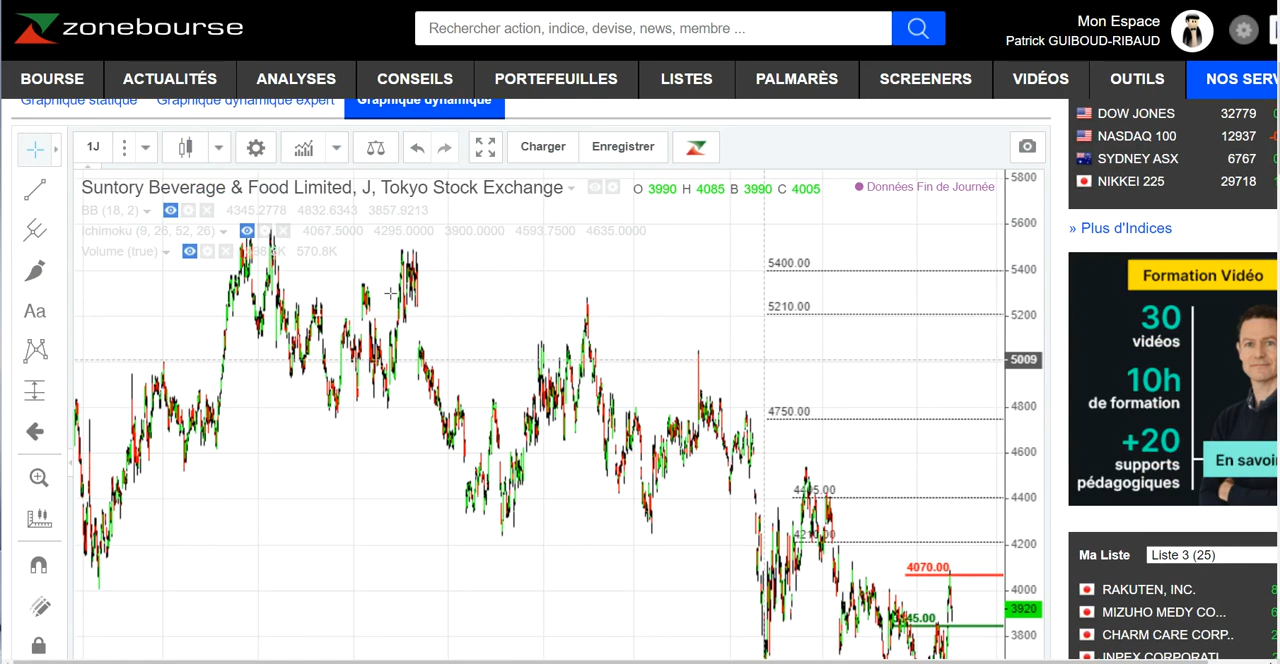 zonebourse
Rechercher action, indice, devise, news, membre ...
Mon Espace
Patrick GUIBOUD-RIBAUD
BOURSE
ACTUALITÉS
ANALYSES
CONSEILS
PORTEFEUILLES
LISTES
PALMARÈS
SCREENERS
VIDÉOS
OUTILS
NOS SERV
Graphique statique
Graphique dynamique expert
Graphique dynamique
1J
Charger
Enregistrer
Suntory Beverage & Food Limited, J, Tokyo Stock Exchange
O 3990 H 4085 B 3990 C 4005
Données Fin de Journée
BB (18, 2) 4345.2778 4832.6343 3857.9213
Ichimoku (9, 26, 52, 26) 4067.5000 4295.0000 3900.0000 4593.7500 4635.0000
Volume (true) 570.8K
Aa
5400.00
5210.00
4750.00
4070.00
45.00
5800
5600
5400
5200
5009
4800
4600
4400
4200
4000
3920
3800
DOW JONES 32779
NASDAQ 100 12937
SYDNEY ASX 6767
NIKKEI 225 29718
» Plus d'Indices
Formation Vidéo
30
vidéos
10h
de formation
+20
supports
pédagogiques
En savoi
Ma Liste
Liste 3 (25)
RAKUTEN, INC.
MIZUHO MEDY CO...
CHARM CARE CORP..
INPEX CORPORATI